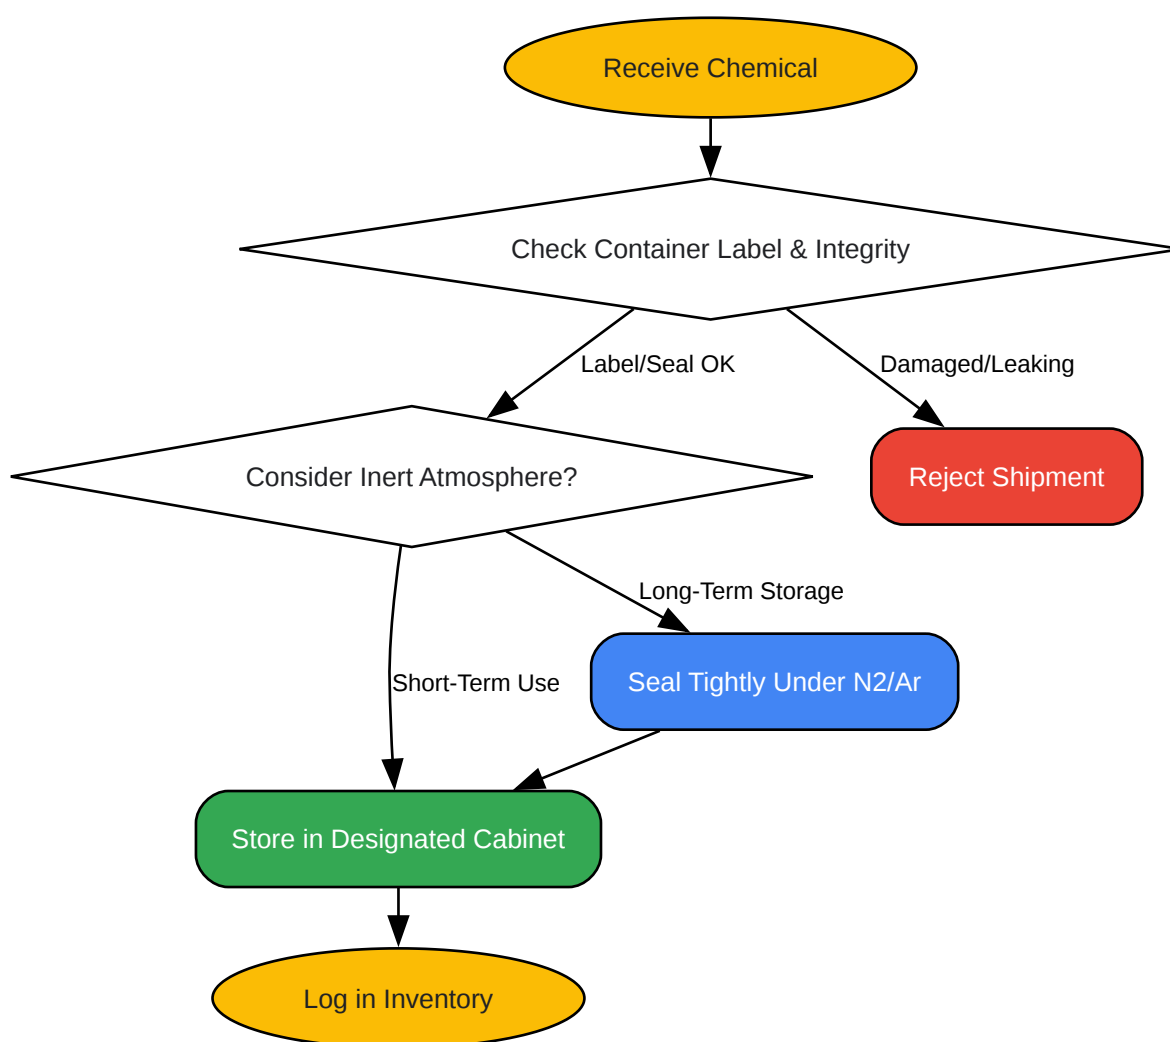 Receive Chemical
Check Container Label & Integrity
Label/Seal OK
Damaged/Leaking
Consider Inert Atmosphere?
Reject Shipment
Long-Term Storage
Short-Term Use
Seal Tightly Under N2/Ar
Store in Designated Cabinet
Log in Inventory